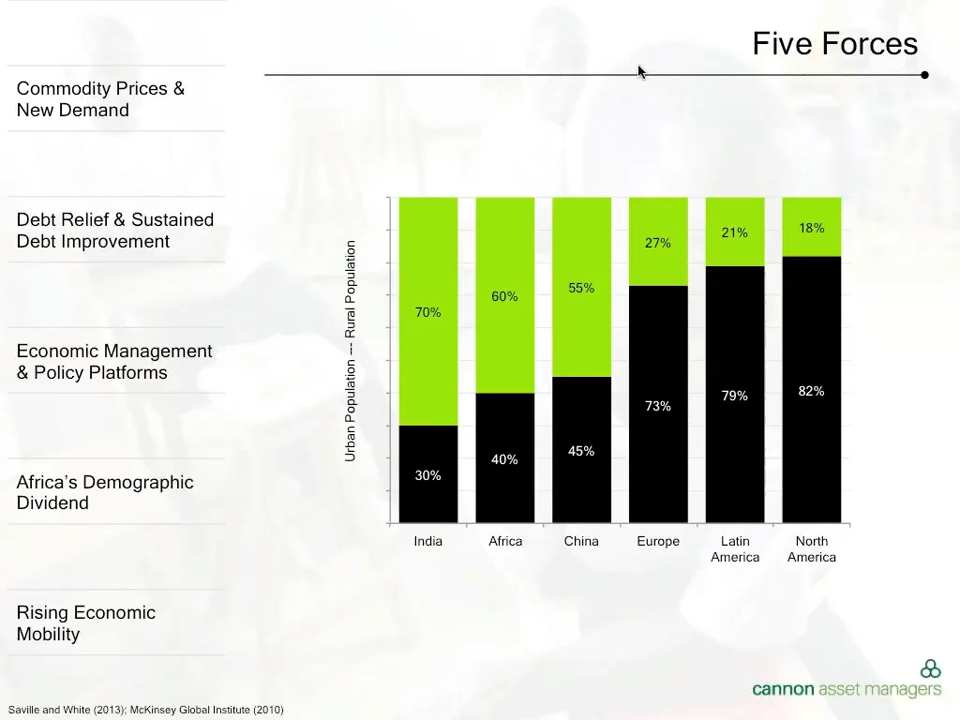 Five Forces
Commodity Prices &
New Demand
Debt Relief & Sustained
Debt Improvement
Economic Management
& Policy Platforms
Africa's Demographic
Dividend
Rising Economic
Mobility
Urban Population --- Rural Population
70%
60%
55%
27%
21%
18%
30%
40%
45%
73%
79%
82%
India
Africa
China
Europe
Latin
America
North
America
cannon asset managers
Saville and White (2013); McKinsey Global Institute (2010)